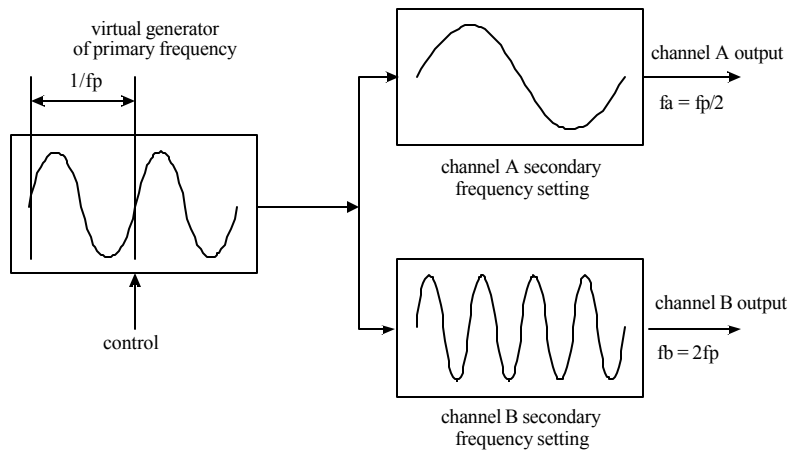 virtual generator
of primary frequency
1/fp
control
channel A output
fa = fp/2
channel A secondary
frequency setting
channel B output
fb = 2fp
channel B secondary
frequency setting